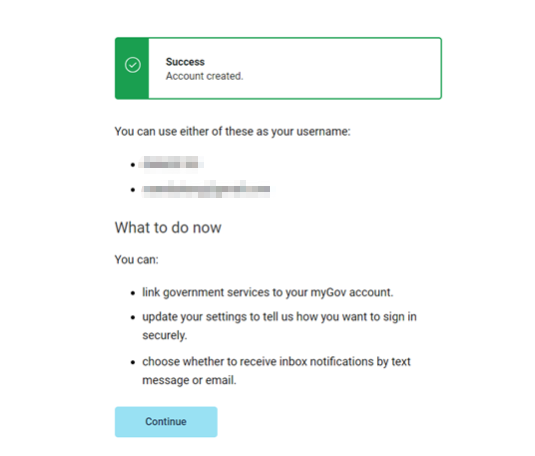 Success
Account created.
You can use either of these as your username:
What to do now
You can:
link government services to your myGov account.
update your settings to tell us how you want to sign in
securely.
choose whether to receive inbox notifications by text
message or email.
Continue